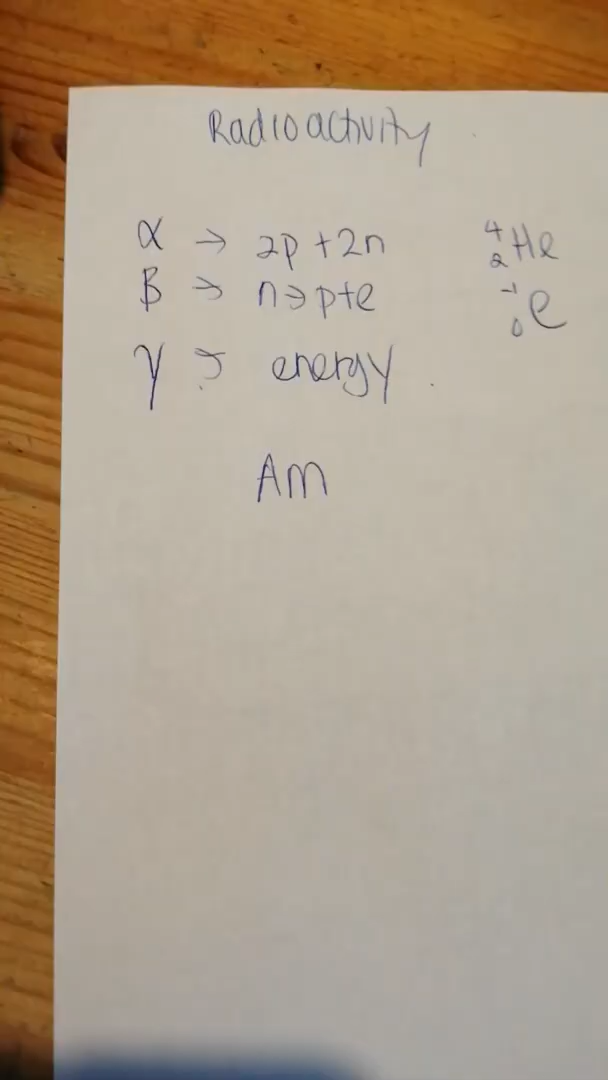 Radioactivity
α → 2p + 2n ⁴₂He
β → n → p+e ⁻¹₀e
γ → energy.
Am